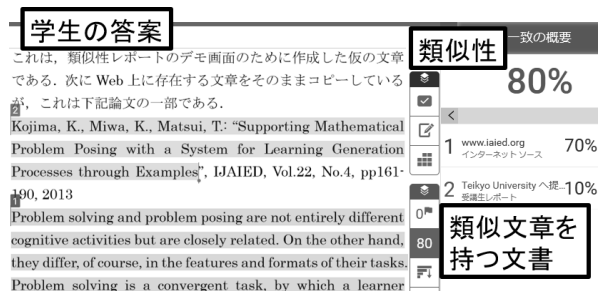 学生の答案
これは，類似性レポートのデモ画面のために作成した仮の文章
である．次に Web 上に存在する文章をそのままコピーしている
が，これは下記論文の一部である．
2
Kojima, K., Miwa, K., Matsui, T.: “Supporting Mathematical
Problem Posing with a System for Learning Generation
Processes through Examples”, IJAIED, Vol.22, No.4, pp161-
190, 2013
1
Problem solving and problem posing are not entirely different
cognitive activities but are closely related. On the other hand,
they differ, of course, in the features and formats of their tasks.
Problem solving is a convergent task, by which a learner
類似性
0
80
一致の概要
80%
<
1 www.iaied.org 70%
インターネット ソース
2 Teikyo University へ提... 10%
受講生レポート
類似文章を
持つ文書